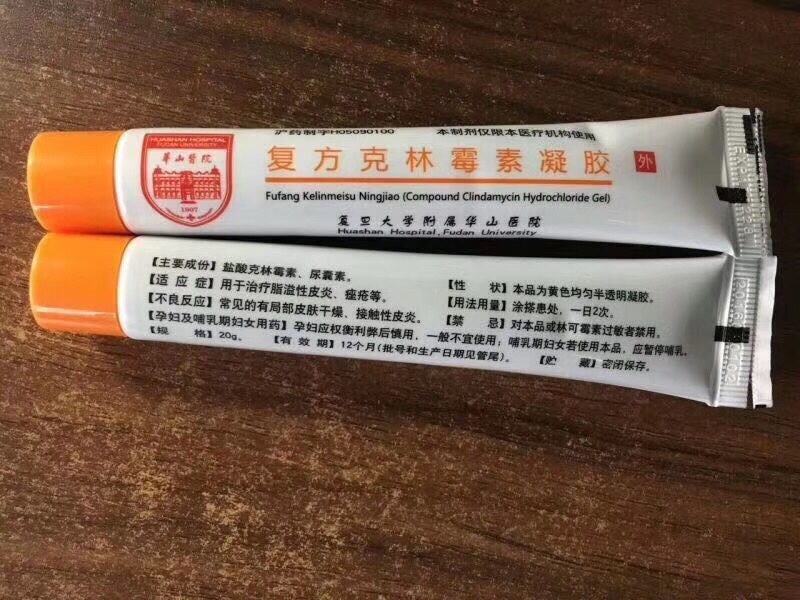 沪药制字H05090100 本制剂仅限本医疗机构使用
HUASHAN HOSPITAL
FUDAN UNIVERSITY
華山醫院
1907
复方克林霉素凝胶 外
Fufang Kelinmeisu Ningjiao (Compound Clindamycin Hydrochloride Gel)
复旦大学附属华山医院
Huashan Hospital, Fudan University
【主要成份】盐酸克林霉素、尿囊素。
【适应症】用于治疗脂溢性皮炎、痤疮等。
【不良反应】常见的有局部皮肤干燥、接触性皮炎。
【性 状】本品为黄色均匀半透明凝胶。
【用法用量】涂搽患处，一日2次。
【禁 忌】对本品或林可霉素过敏者禁用。
【孕妇及哺乳期妇女用药】孕妇应权衡利弊后慎用，一般不宜使用；哺乳期妇女若使用本品，应暂停哺乳。
【规 格】20g。 【有 效 期】12个月(批号和生产日期见管尾)。 【贮 藏】密闭保存。